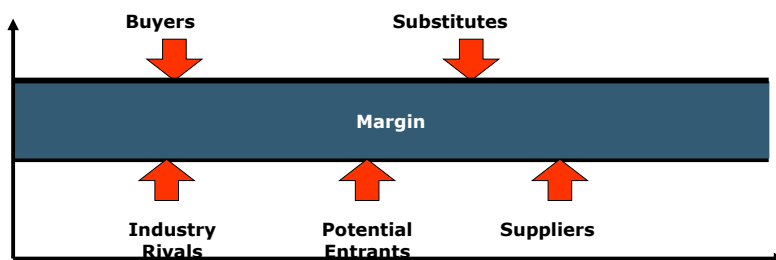 Buyers Substitutes
Margin
Industry Potential Suppliers
Rivals Entrants